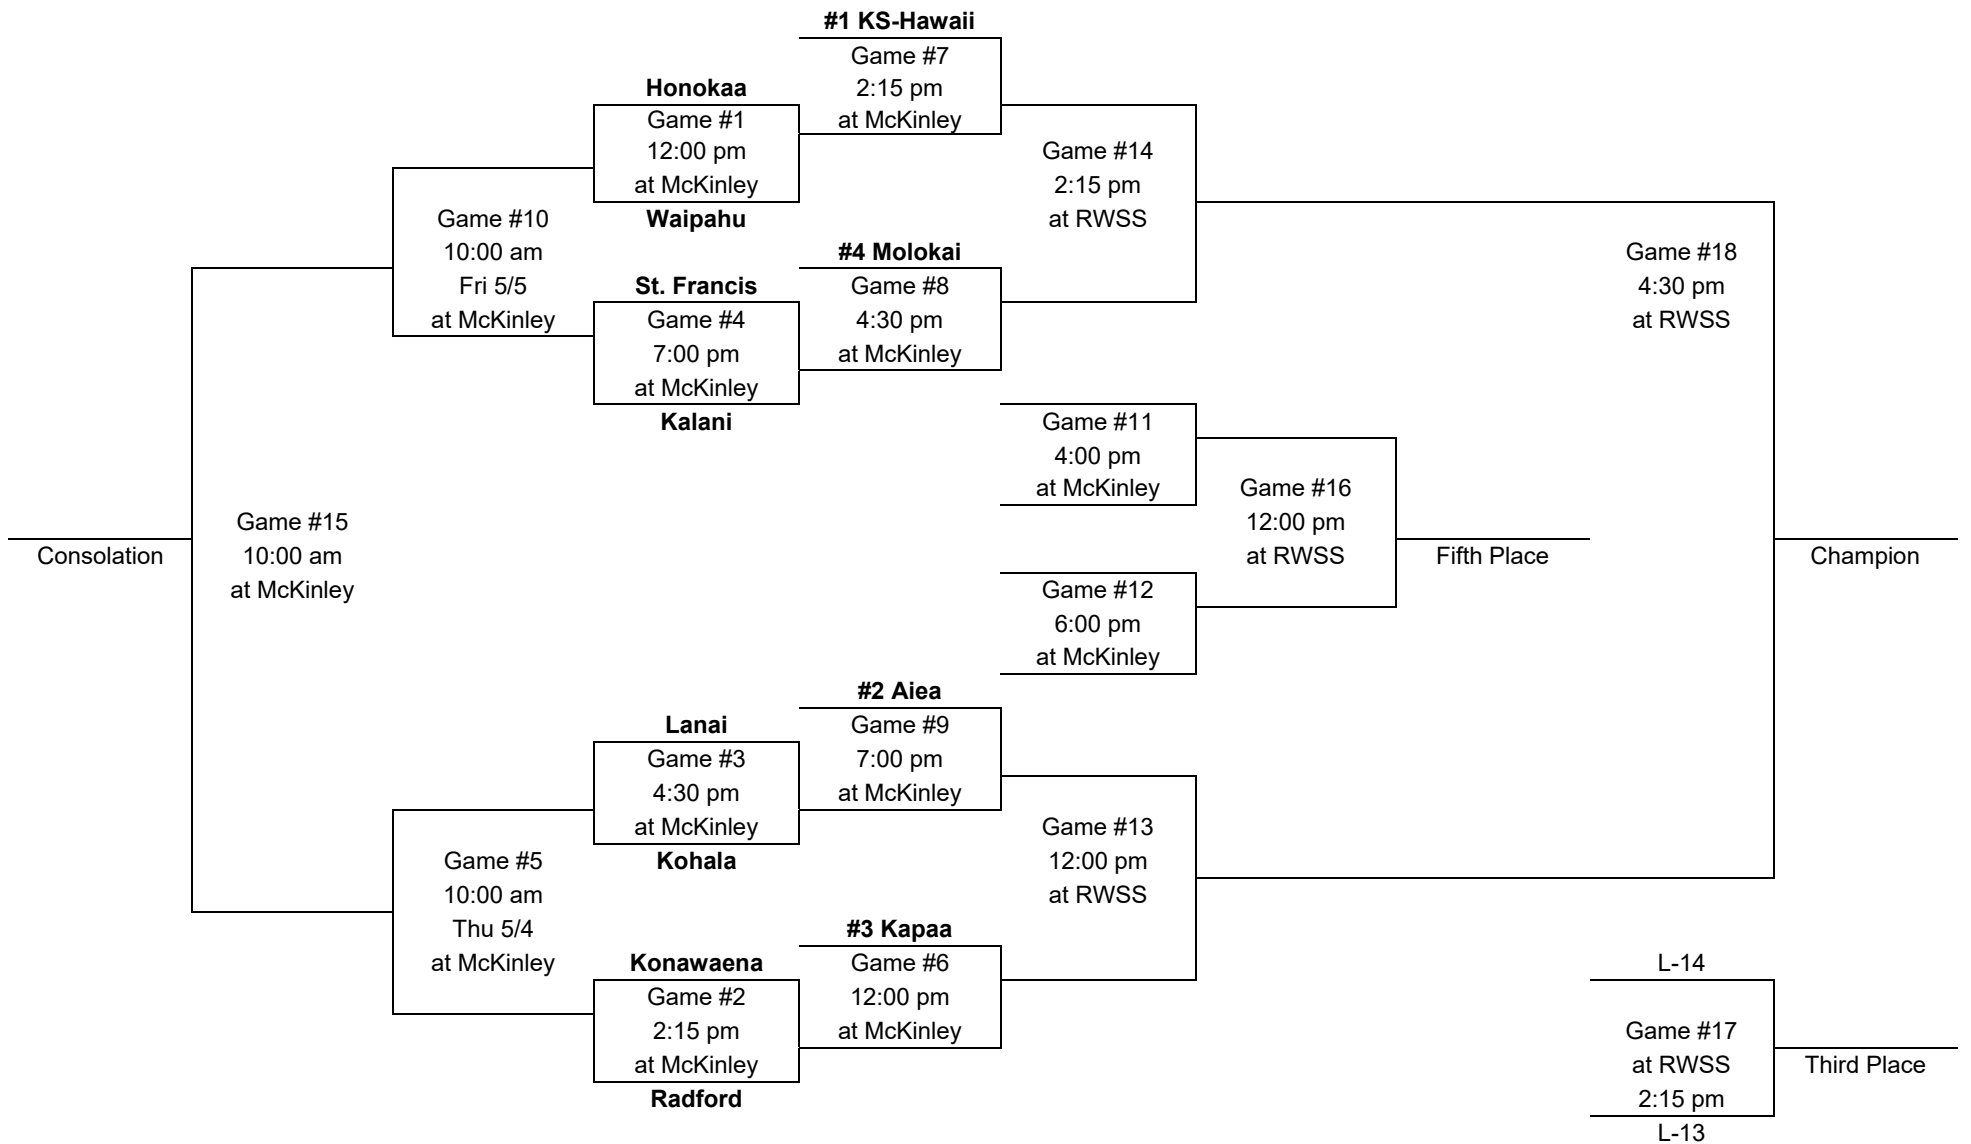 #1 KS-Hawaii
Game #7
2:15 pm
at McKinley
Honokaa
Game #1
12:00 pm
at McKinley
Waipahu
Game #14
2:15 pm
at RWSS
Game #10
10:00 am
Fri 5/5
at McKinley
#4 Molokai
Game #8
4:30 pm
at McKinley
St. Francis
Game #4
7:00 pm
at McKinley
Kalani
Game #18
4:30 pm
at RWSS
Game #11
4:00 pm
at McKinley
Game #16
12:00 pm
at RWSS
Game #15
10:00 am
at McKinley
Consolation
Fifth Place
Champion
Game #12
6:00 pm
at McKinley
#2 Aiea
Game #9
7:00 pm
at McKinley
Lanai
Game #3
4:30 pm
at McKinley
Kohala
Game #13
12:00 pm
at RWSS
Game #5
10:00 am
Thu 5/4
at McKinley
#3 Kapaa
Game #6
12:00 pm
at McKinley
Konawaena
Game #2
2:15 pm
at McKinley
Radford
L-14
Game #17
at RWSS
2:15 pm
L-13
Third Place